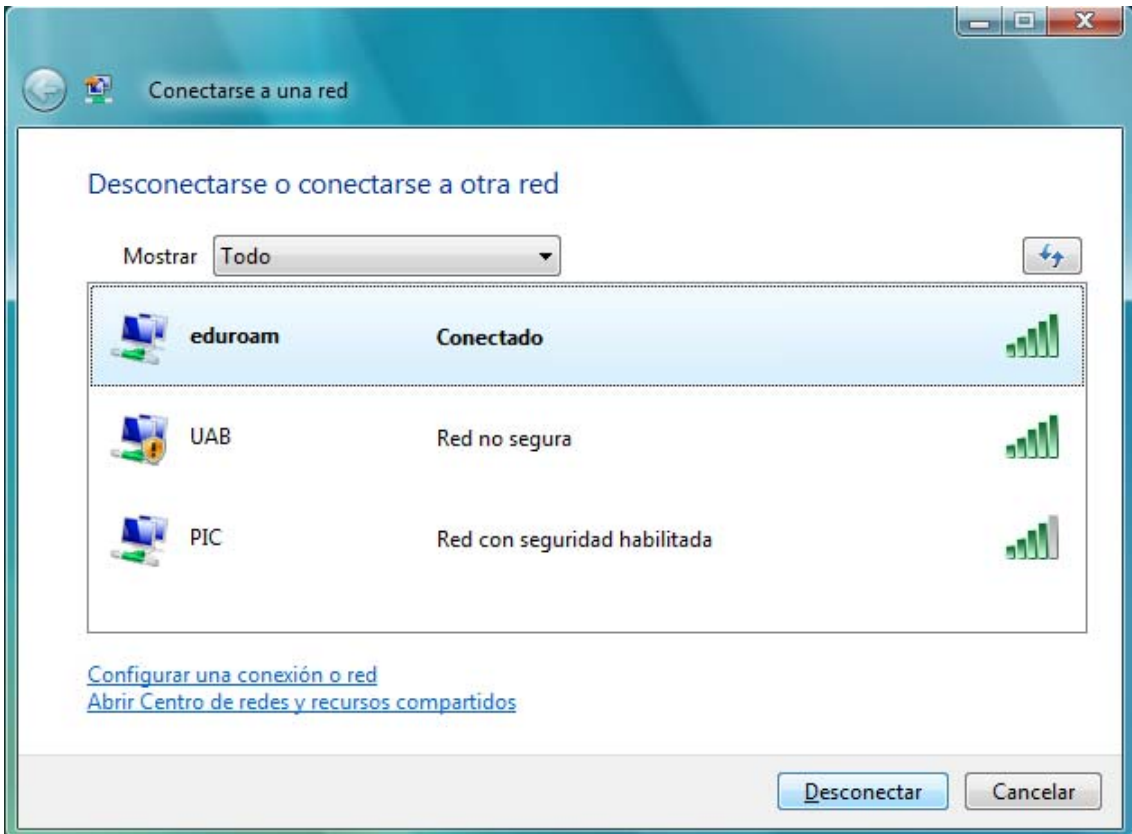 Conectarse a una red
Desconectarse o conectarse a otra red
Mostrar Todo
eduroam Conectado
UAB Red no segura
PIC Red con seguridad habilitada
Configurar una conexión o red
Abrir Centro de redes y recursos compartidos
Desconectar Cancelar